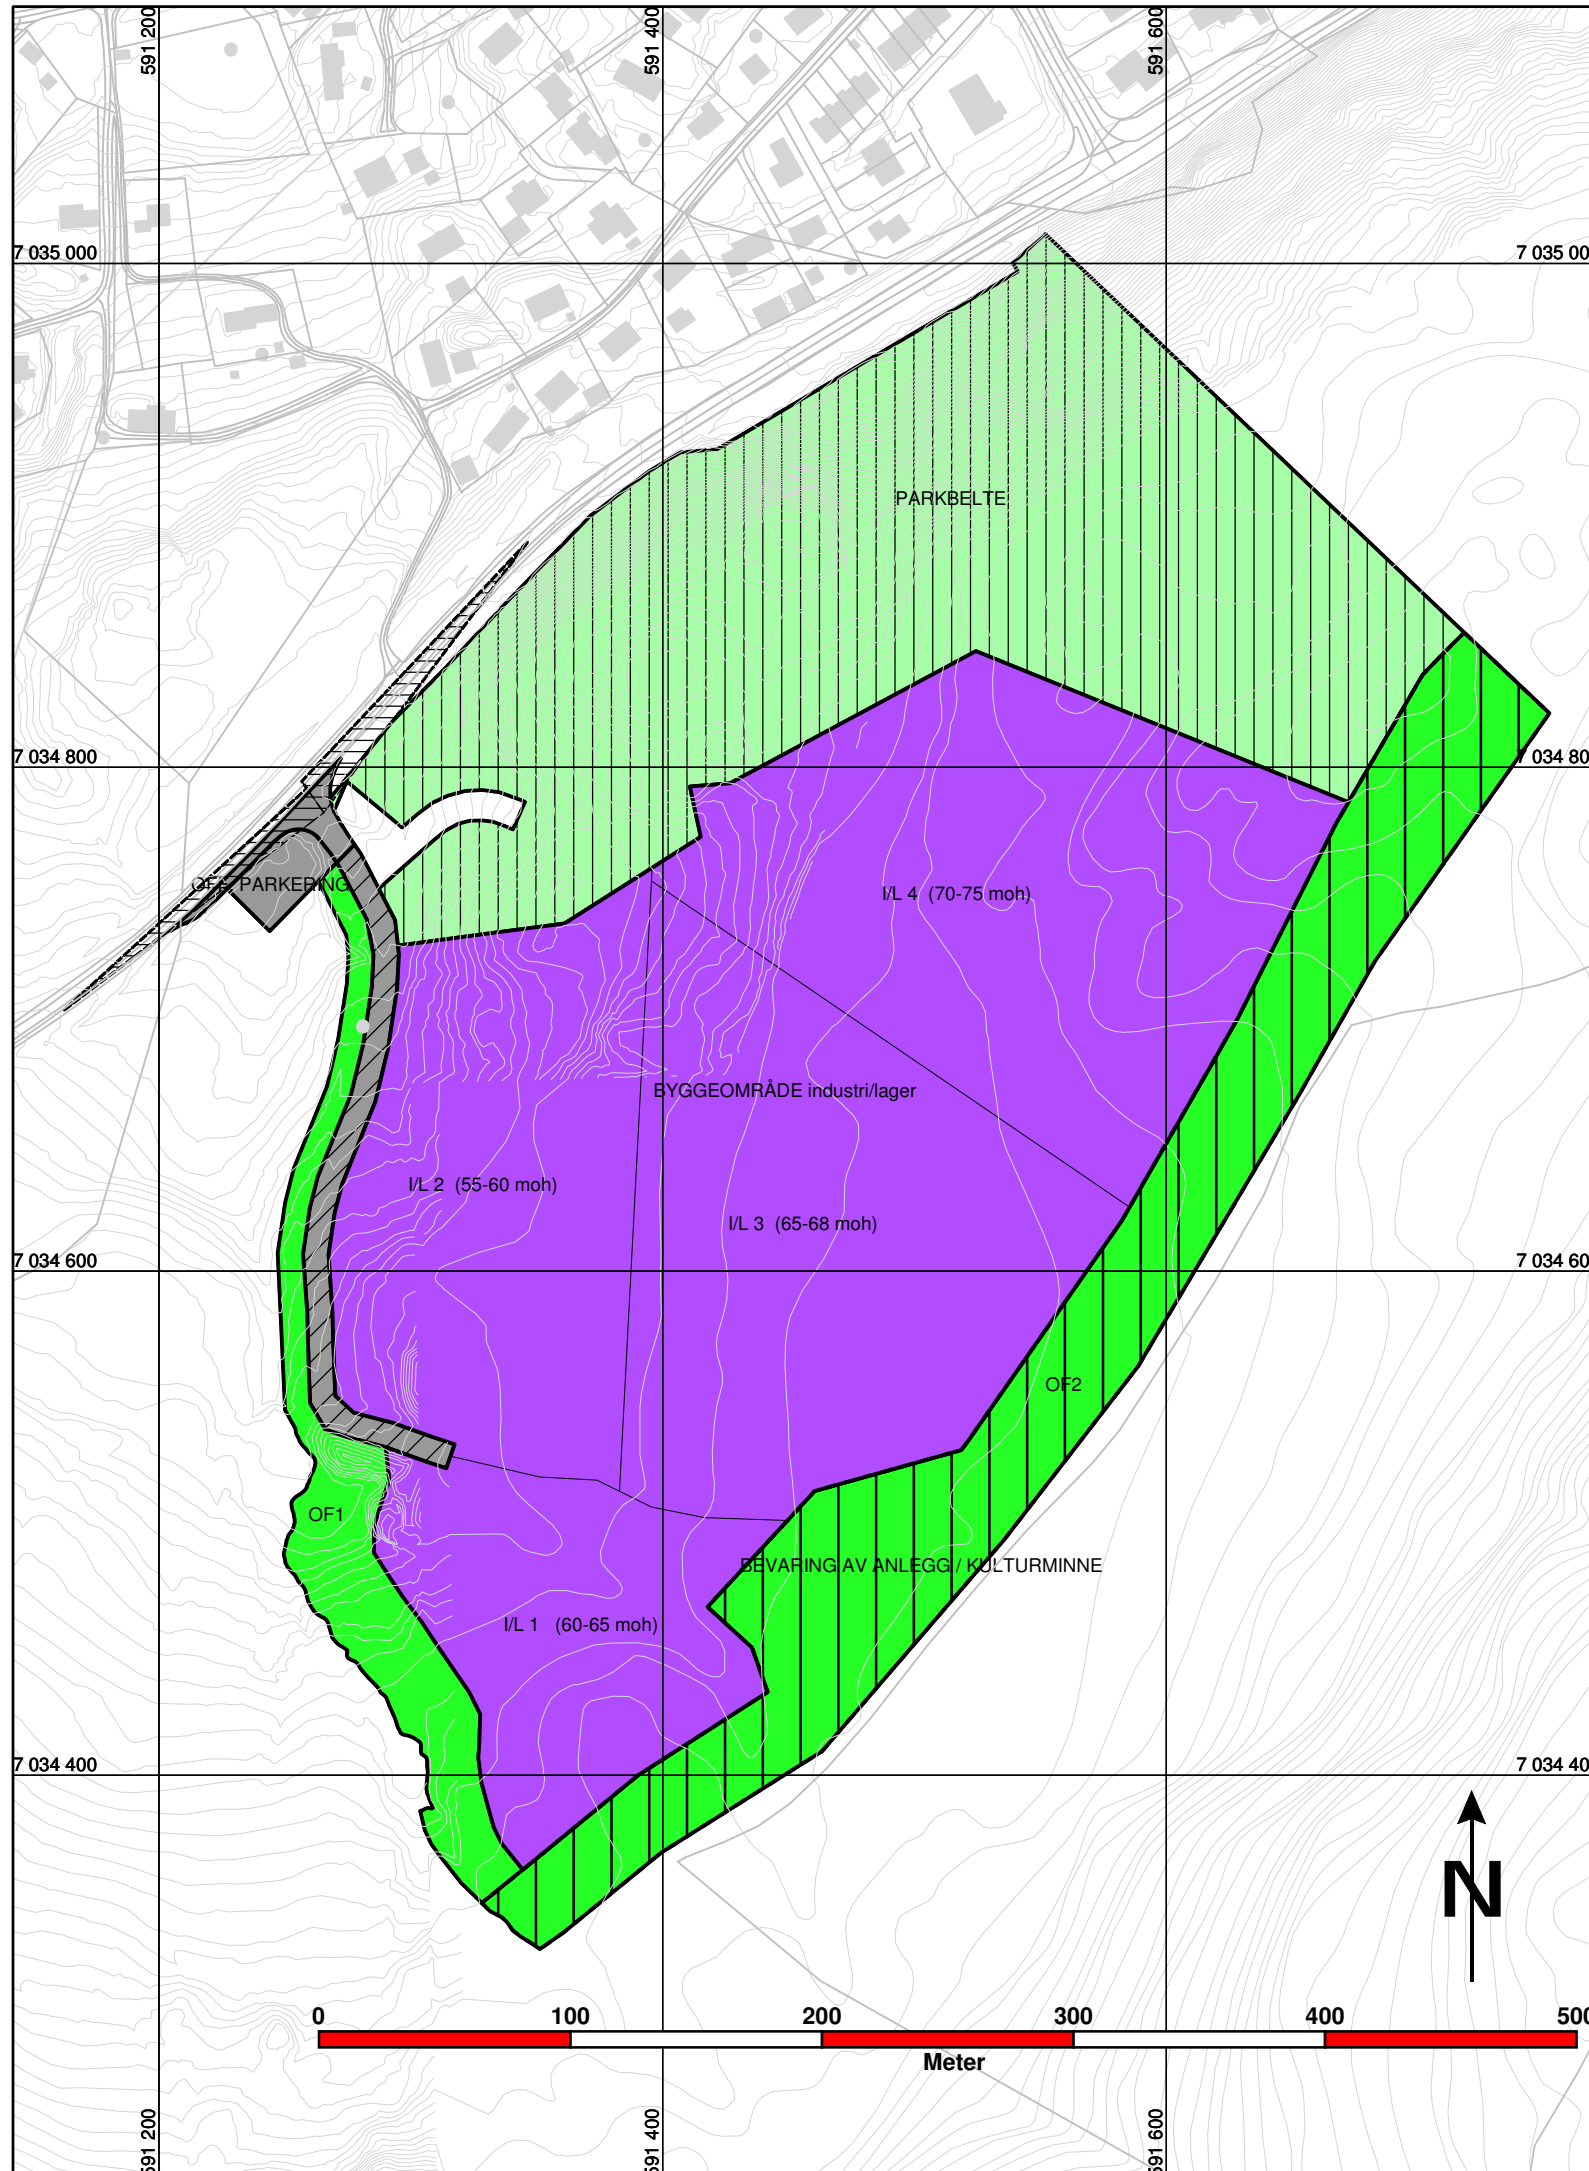 591 200
591 400
591 600
7 035 000
7 035 00
PARKBELTE
7 034 800
7 034 80
OFF. PARKERING
I/L 4 (70-75 moh)
BYGGEOMRÅDE industri/lager
I/L 2 (55-60 moh)
I/L 3 (65-68 moh)
7 034 600
7 034 60
OF2
OF1
BEVARING AV ANLEGG / KULTURMINNE
I/L 1 (60-65 moh)
7 034 400
7 034 40
N
0 100 200 300 400 500
Meter
591 200
591 400
591 600